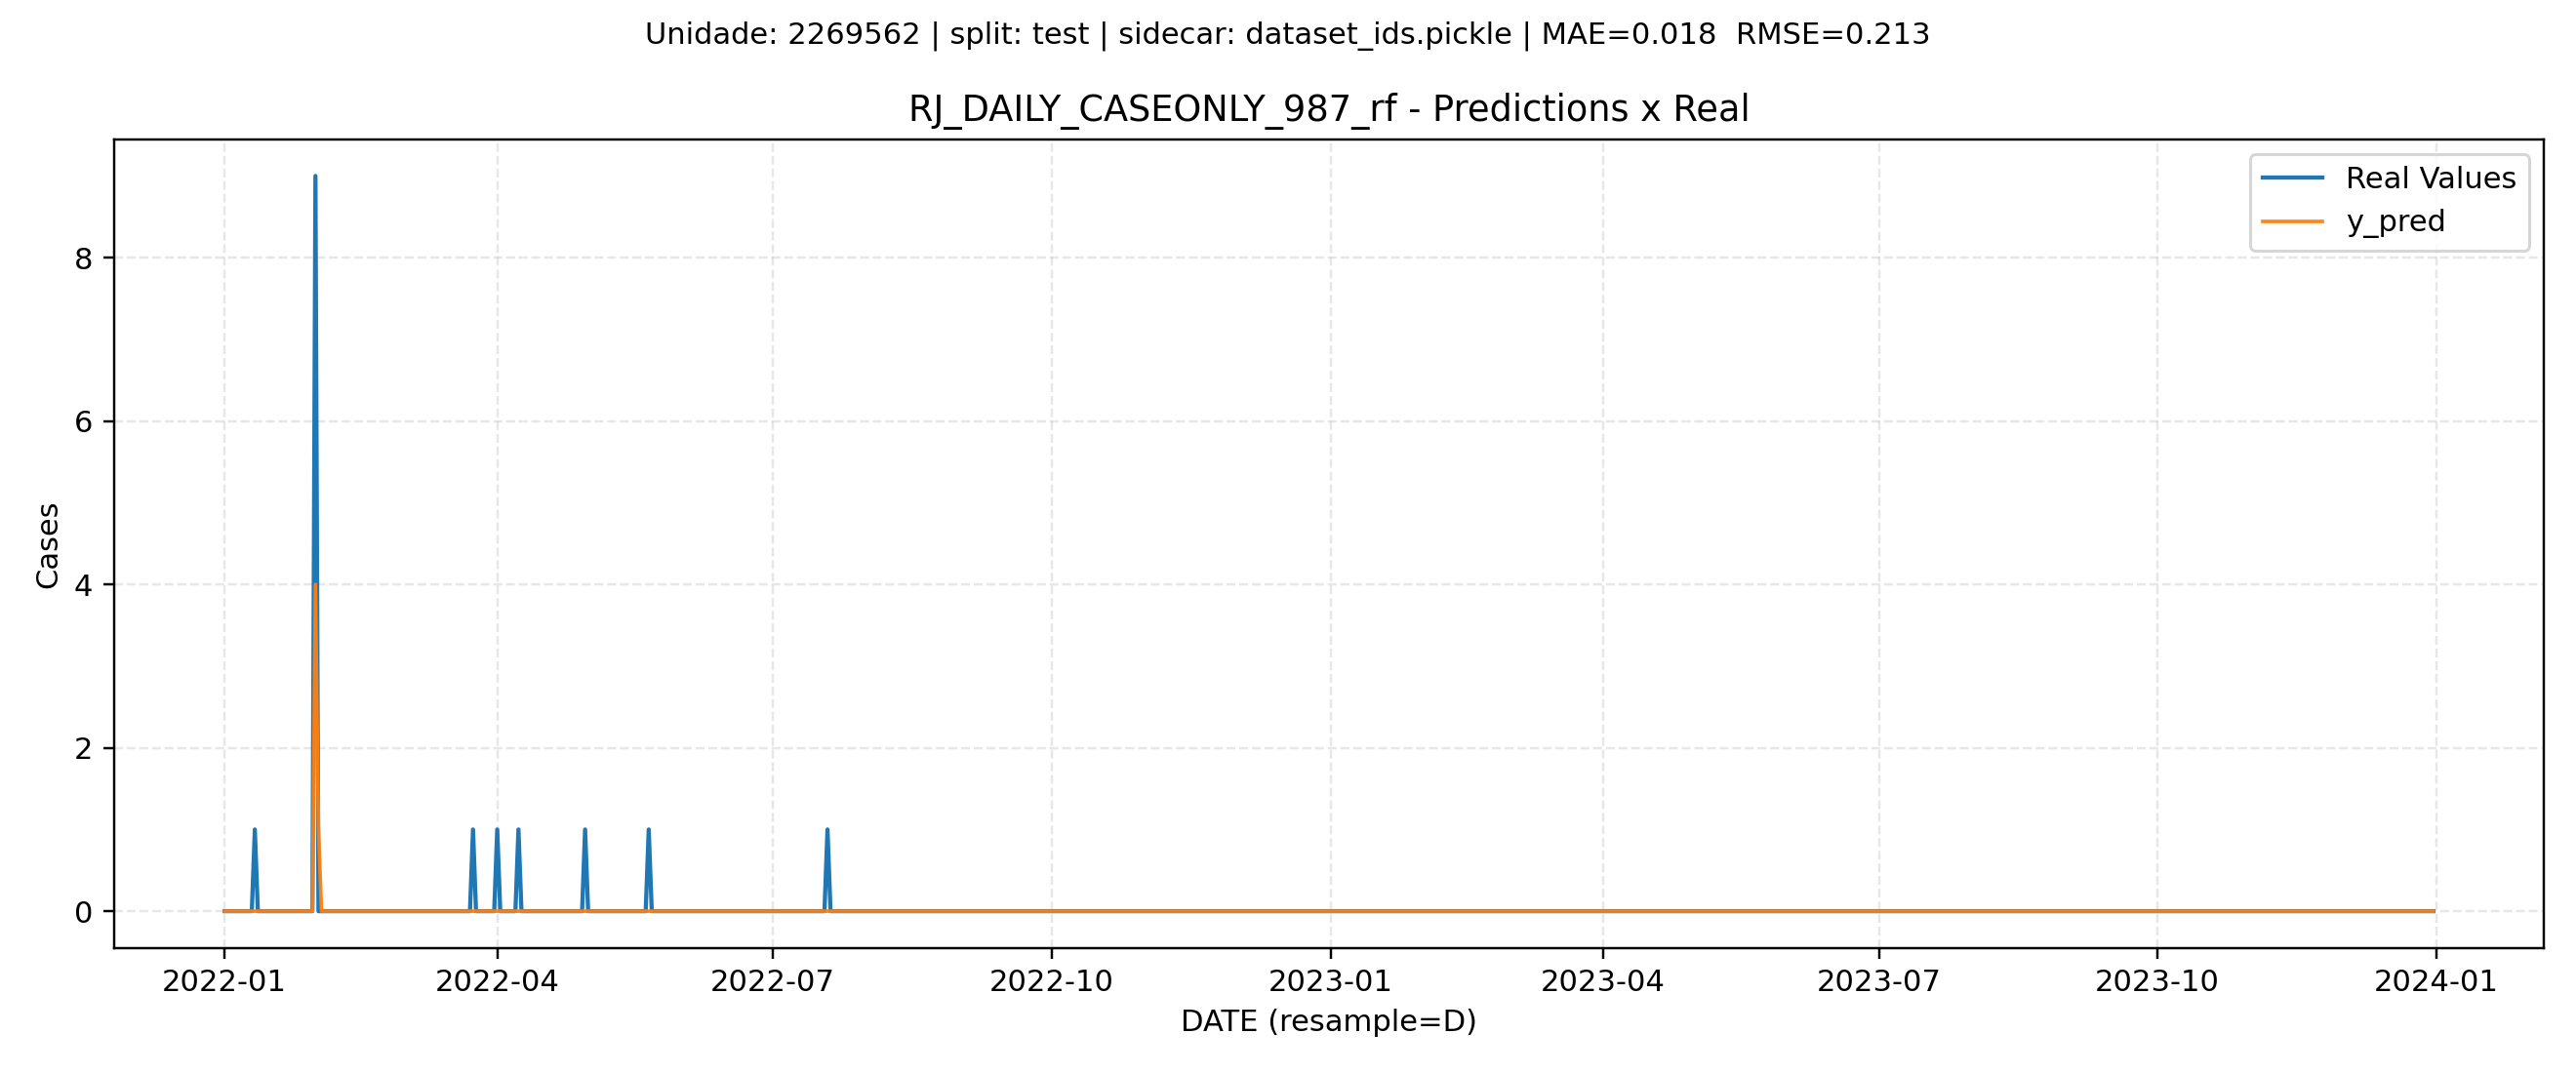 Unidade: 2269562 | split: test | sidecar: dataset_ids.pickle | MAE=0.018  RMSE=0.213
RJ_DAILY_CASEONLY_987_rf - Predictions x Real
Real Values
y_pred
Cases
8
6
4
2
0
2022-01
2022-04
2022-07
2022-10
2023-01
2023-04
2023-07
2023-10
2024-01
DATE (resample=D)